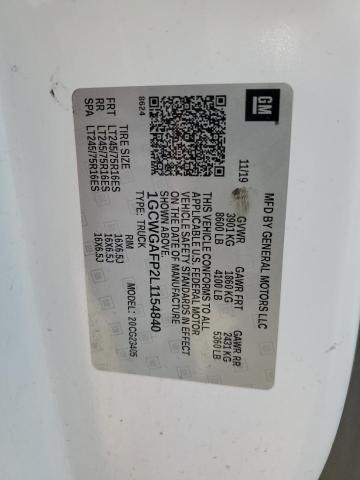 GM
MFD BY GENERAL MOTORS LLC
11/19
GVWR GAWR FRT GAWR RR
3901 KG 1860 KG 2431 KG
8600 LB 4100 LB 5360 LB
THIS VEHICLE CONFORMS TO ALL
APPLICABLE U.S. FEDERAL MOTOR
VEHICLE SAFETY STANDARDS IN EFFECT
ON THE DATE OF MANUFACTURE
SHOWN ABOVE.
1GCWGAFP2L1154840
TYPE: TRUCK
MODEL: 20CG23405
8624
TIRE SIZE RIM
FRT LT245/75R16ES 16X6.5J
RR LT245/75R16ES 16X6.5J
SPA LT245/75R16ES 16X6.5J